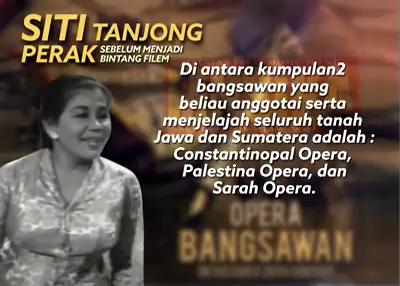 SITI TANJONG
PERAK SEBELUM MENJADI
BINTANG FILEM
Di antara kumpulan2
bangsawan yang
beliau anggotai serta
menjelajah seluruh tanah
Jawa dan Sumatera adalah :
Constantinopal Opera,
Palestina Opera, dan
Sarah Opera.
OPERA
BANGSAWAN